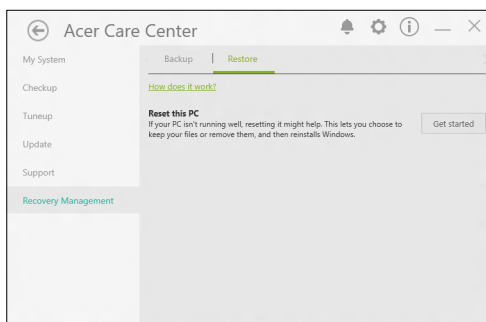 Acer Care Center
My System
Checkup
Tuneup
Update
Support
Recovery Management
Backup
Restore
How does it work?
Reset this PC
If your PC isn't running well, resetting it might help. This lets you choose to
keep your files or remove them, and then reinstalls Windows.
Get started